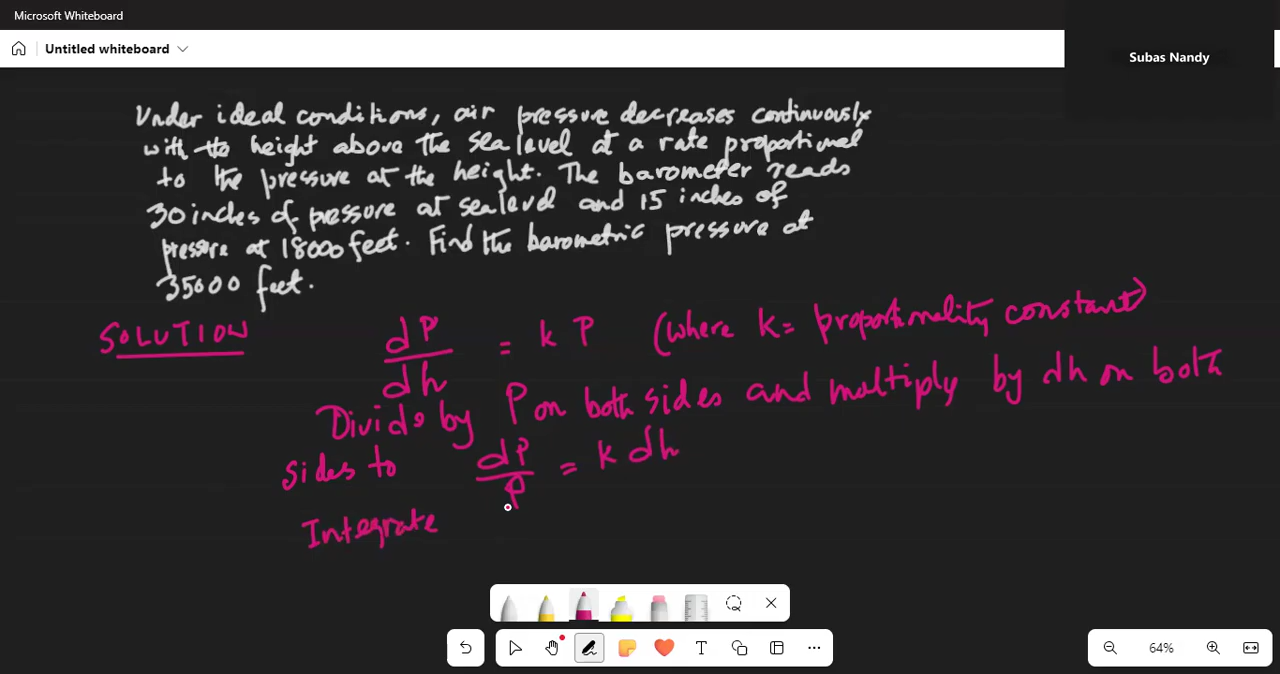 Microsoft Whiteboard
Untitled whiteboard
Subas Nandy
Under ideal conditions, air pressure decreases continuously
with to height above the sea level at a rate proportional
to the pressure at the height. The barometer reads
30 inches of pressure at sealevel and 15 inches of
pressure at 18000 feet. Find the barometric pressure at
35000 feet.
SOLUTION
dP/dh = k P (where k = proportionality constant)
Divide by P on both sides and multiply by dh on both
sides to dP/P = k dh
Integrate
64%